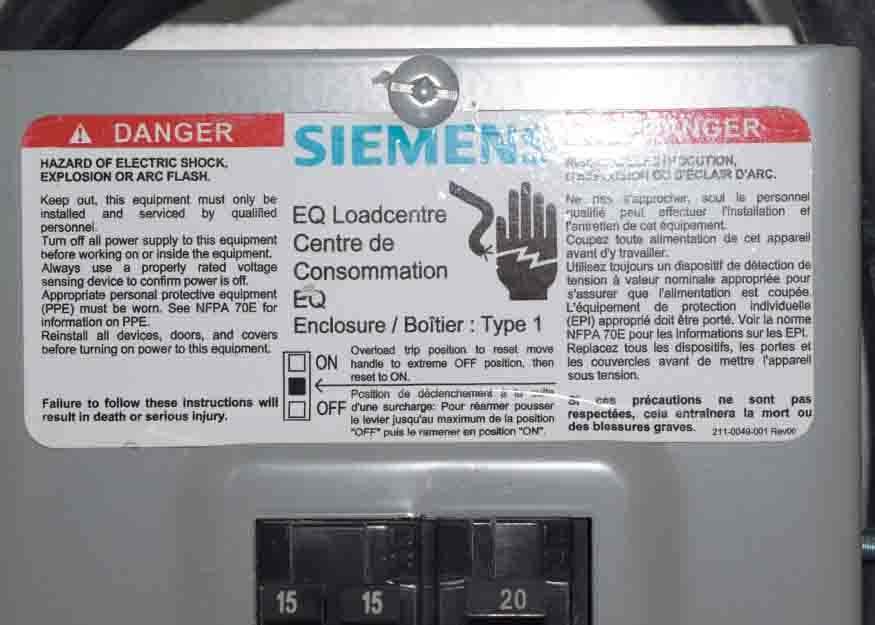 DANGER
HAZARD OF ELECTRIC SHOCK,
EXPLOSION OR ARC FLASH.
Keep out, this equipment must only be
installed and serviced by qualified
personnel.
Turn off all power supply to this equipment
before working on or inside the equipment.
Always use a properly rated voltage
sensing device to confirm power is off.
Appropriate personal protective equipment
(PPE) must be worn. See NFPA 70E for
information on PPE.
Reinstall all devices, doors, and covers
before turning on power to this equipment.
Failure to follow these instructions will
result in death or serious injury.
SIEMENS
EQ Loadcentre
Centre de
Consommation
EQ
Enclosure / Boîtier : Type 1
ON
OFF
Overload trip position, to reset move
handle to extreme OFF position, then
reset to ON.
Position de déclenchement à la suite
d'une surcharge: Pour réarmer pousser
le levier jusqu'au maximum de la position
"OFF" puis le ramener en position "ON".
DANGER
D'EXPLOSION OU D'ÉCLAIR D'ARC.
Ne pas s'approcher, seul le personnel
qualifié peut effectuer l'installation et
l'entretien de cet équipement.
Coupez toute alimentation de cet appareil
avant d'y travailler.
Utilisez toujours un dispositif de détection de
tension à valeur nominale appropriée pour
s'assurer que l'alimentation est coupée.
L'équipement de protection individuelle
(EPI) approprié doit être porté. Voir la norme
NFPA 70E pour les informations sur les EPI.
Replacez tous les dispositifs, les portes et
les couvercles avant de mettre l'appareil
sous tension.
Si ces précautions ne sont pas
respectées, cela entraînera la mort ou
des blessures graves.
211-0049-001 Rev00
15
15
20